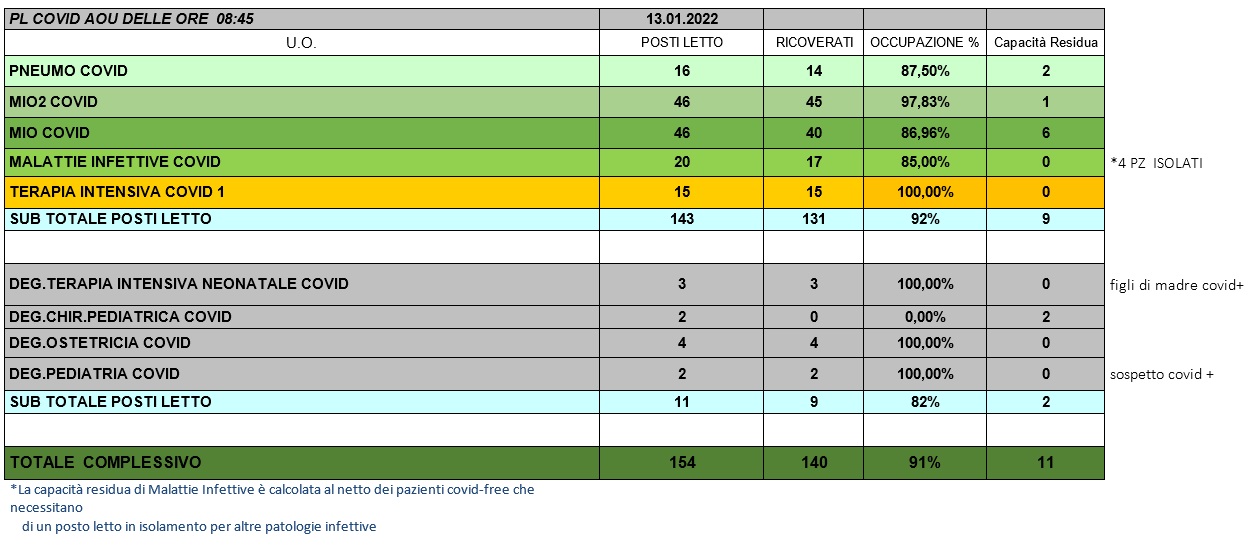 PL COVID AOU DELLE ORE 08:45 13.01.2022
U.O. POSTI LETTO RICOVERATI OCCUPAZIONE % Capacità Residua
PNEUMO COVID 16 14 87,50% 2
MIO2 COVID 46 45 97,83% 1
MIO COVID 46 40 86,96% 6
MALATTIE INFETTIVE COVID 20 17 85,00% 0 *4 PZ ISOLATI
TERAPIA INTENSIVA COVID 1 15 15 100,00% 0
SUB TOTALE POSTI LETTO 143 131 92% 9
DEG.TERAPIA INTENSIVA NEONATALE COVID 3 3 100,00% 0 figli di madre covid+
DEG.CHIR.PEDIATRICA COVID 2 0 0,00% 2
DEG.OSTETRICIA COVID 4 4 100,00% 0
DEG.PEDIATRIA COVID 2 2 100,00% 0 sospetto covid +
SUB TOTALE POSTI LETTO 11 9 82% 2
TOTALE COMPLESSIVO 154 140 91% 11
*La capacità residua di Malattie Infettive è calcolata al netto dei pazienti covid-free che
necessitano
di un posto letto in isolamento per altre patologie infettive